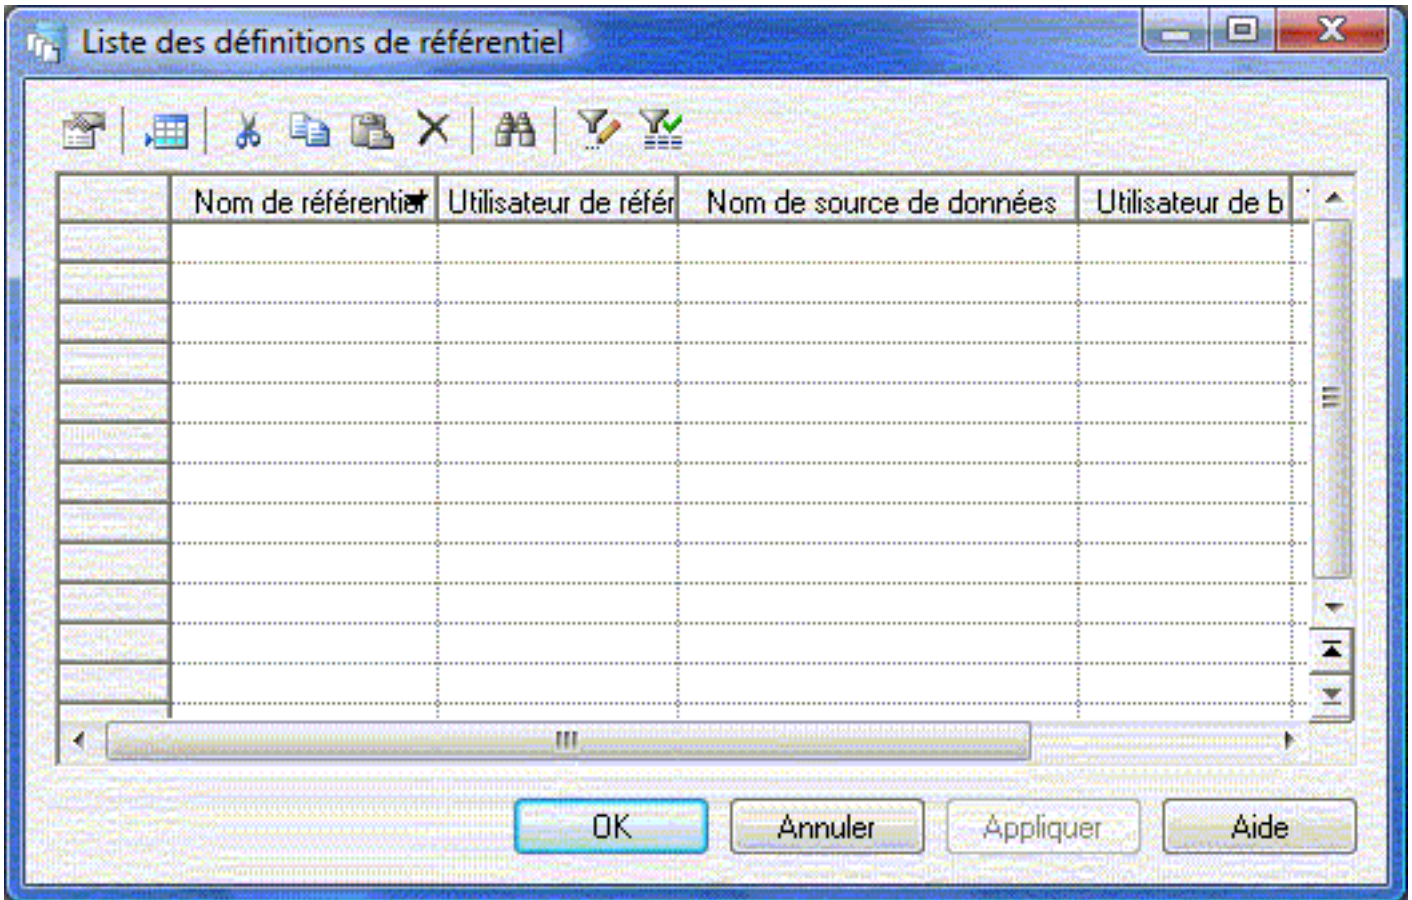 Liste des définitions de référentiel
Nom de référentiel Utilisateur de référ Nom de source de données Utilisateur de b
OK Annuler Appliquer Aide